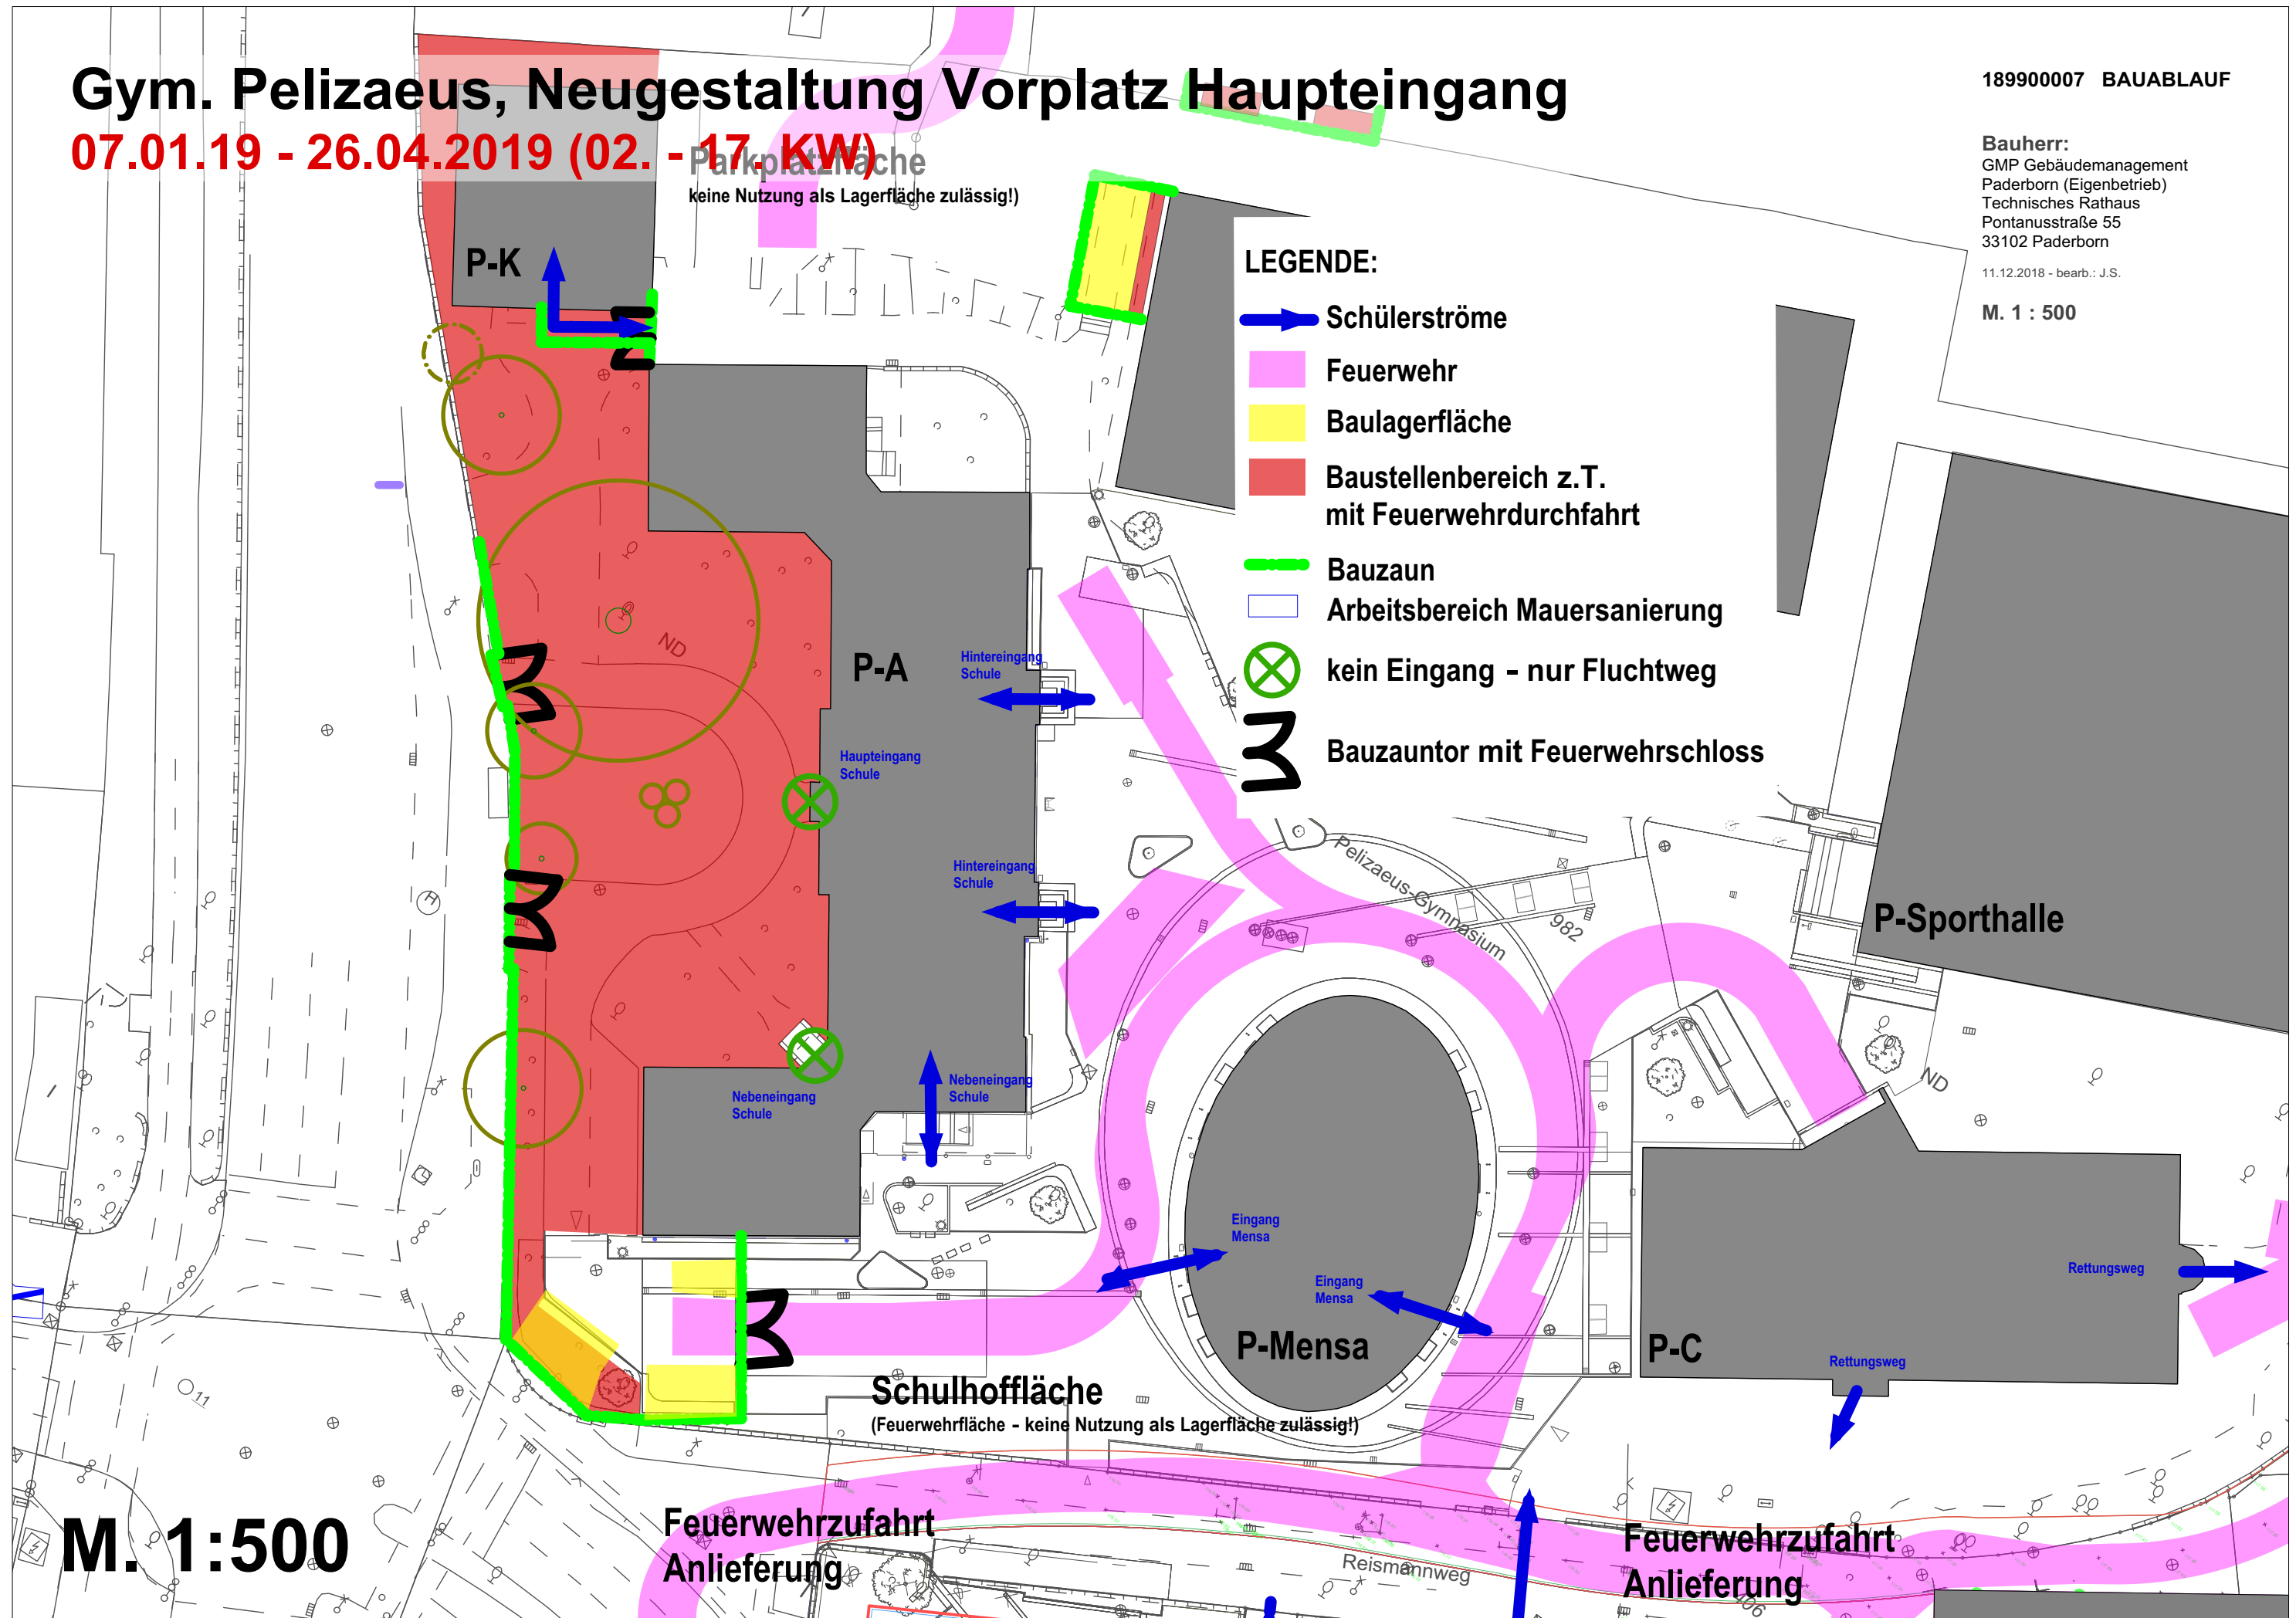 Gym. Pelizaeus, Neugestaltung Vorplatz Haupteingang
07.01.19 - 26.04.2019 (02. - 17. KW)
189900007 BAUABLAUF
Bauherr:
GMP Gebäudemanagement
Paderborn (Eigenbetrieb)
Technisches Rathaus
Pontanusstraße 55
33102 Paderborn
11.12.2018 - bearb.: J.S.
M. 1 : 500
Parkplatzfläche
keine Nutzung als Lagerfläche zulässig!)
P-K
LEGENDE:
Schülerströme
Feuerwehr
Baulagerfläche
Baustellenbereich z.T.
mit Feuerwehrdurchfahrt
Bauzaun
Arbeitsbereich Mauersanierung
kein Eingang - nur Fluchtweg
Bauzauntor mit Feuerwehrschloss
ND
P-A
Hintereingang
Schule
Haupteingang
Schule
Hintereingang
Schule
Pelizaeus-Gymnasium
982
P-Sporthalle
H
ND
Nebeneingang
Schule
Nebeneingang
Schule
Eingang
Mensa
Eingang
Mensa
P-Mensa
P-C
Rettungsweg
Rettungsweg
11
Schulhoffläche
(Feuerwehrfläche - keine Nutzung als Lagerfläche zulässig!)
M. 1:500
Feuerwehrzufahrt
Anlieferung
Reismannweg
Feuerwehrzufahrt
Anlieferung
406